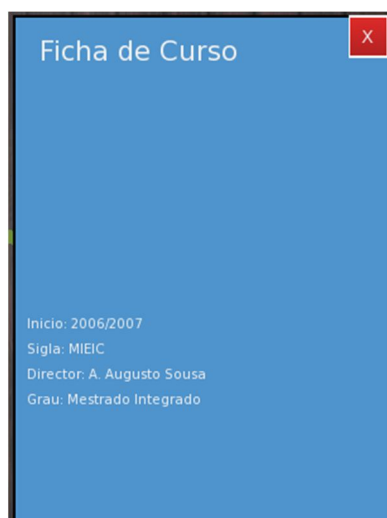 Ficha de Curso
X
Inicio: 2006/2007
Sigla: MIEIC
Director: A. Augusto Sousa
Grau: Mestrado Integrado